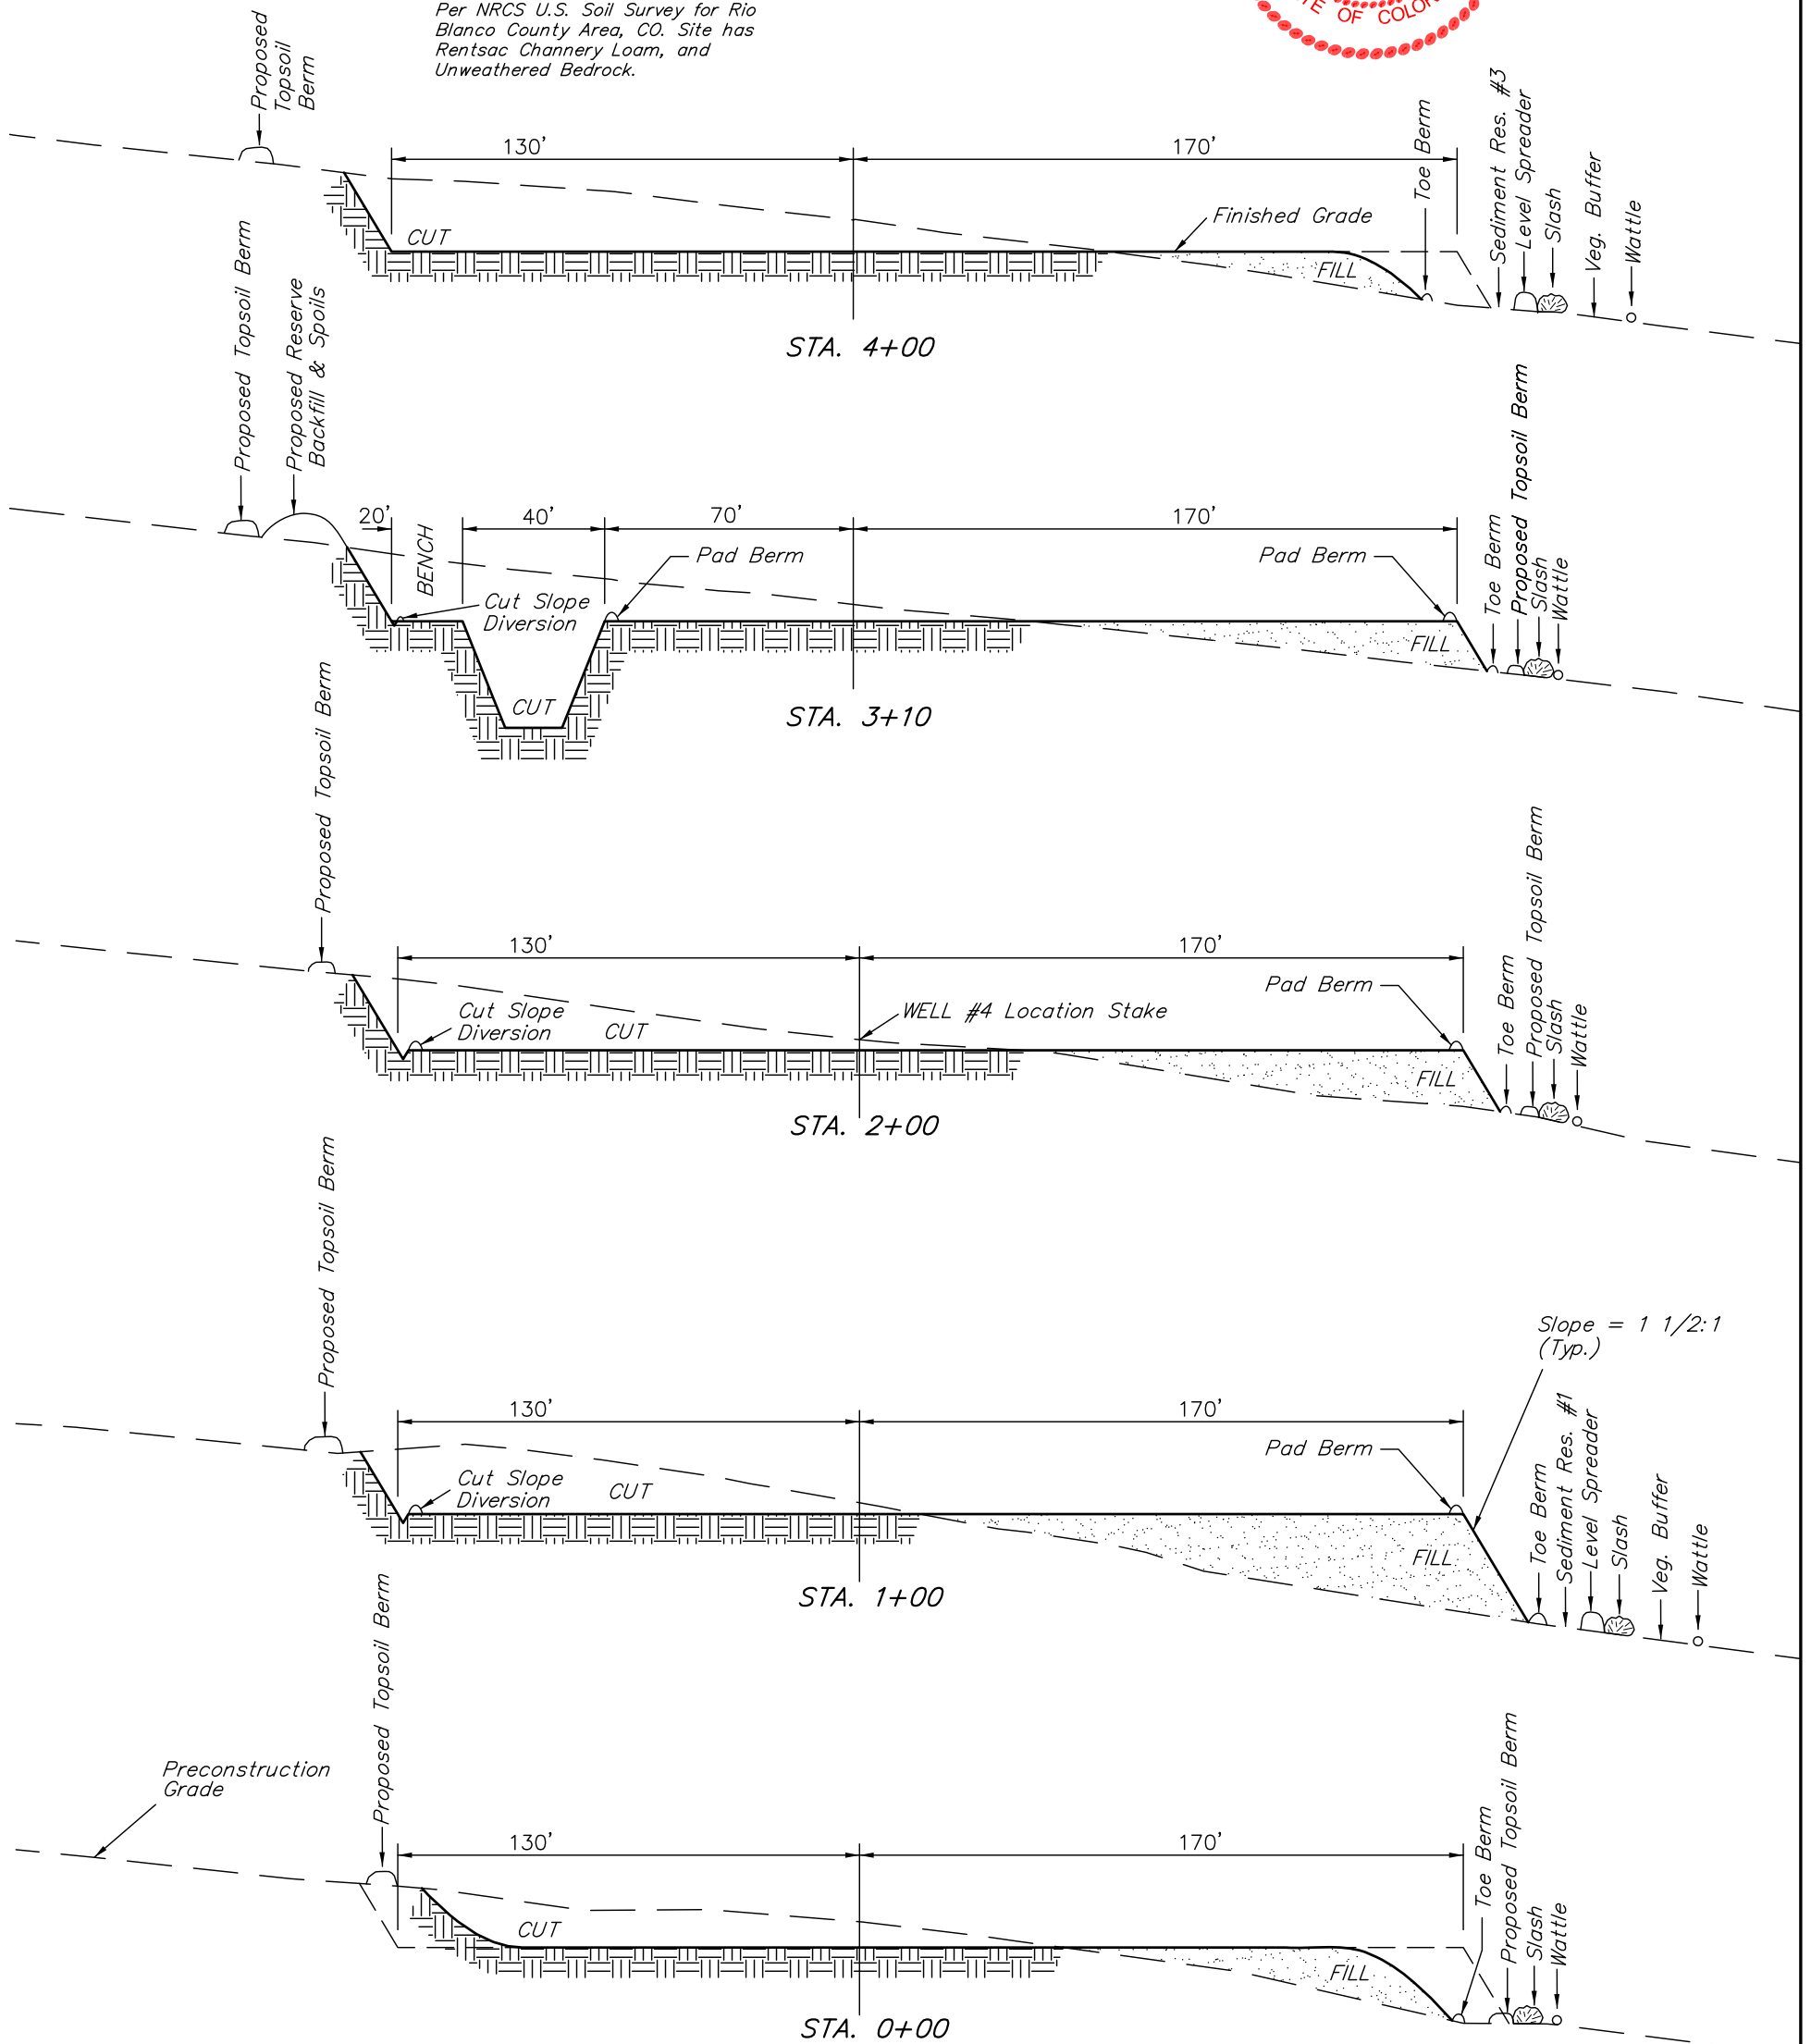 Per NRCS U.S. Soil Survey for Rio
Blanco County Area, CO. Site has
Rentsac Channery Loam, and
Unweathered Bedrock.
OF COLOR
Proposed
Topsoil
Berm
130'
170'
CUT
Finished Grade
FILL
Toe Berm
Sediment Res. #3
Level Spreader
Slash
Veg. Buffer
Wattle
STA. 4+00
Proposed Topsoil Berm
Proposed Reserve
Backfill & Spoils
20'
BENCH
40'
70'
170'
Cut Slope
Diversion
Pad Berm
Pad Berm
CUT
FILL
Toe Berm
Proposed Topsoil Berm
Slash
Wattle
STA. 3+10
Proposed Topsoil Berm
130'
170'
Cut Slope
Diversion
CUT
WELL #4 Location Stake
Pad Berm
FILL
Toe Berm
Proposed Topsoil Berm
Slash
Wattle
STA. 2+00
Proposed Topsoil Berm
130'
170'
Cut Slope
Diversion
CUT
Pad Berm
FILL
Slope = 1 1/2:1
(Typ.)
Toe Berm
Sediment Res. #1
Level Spreader
Slash
Veg. Buffer
Wattle
STA. 1+00
Preconstruction
Grade
Proposed Topsoil Berm
130'
170'
CUT
FILL
Toe Berm
Proposed Topsoil Berm
Slash
Wattle
STA. 0+00